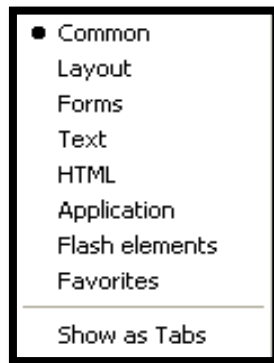 Common
Layout
Forms
Text
HTML
Application
Flash elements
Favorites
Show as Tabs